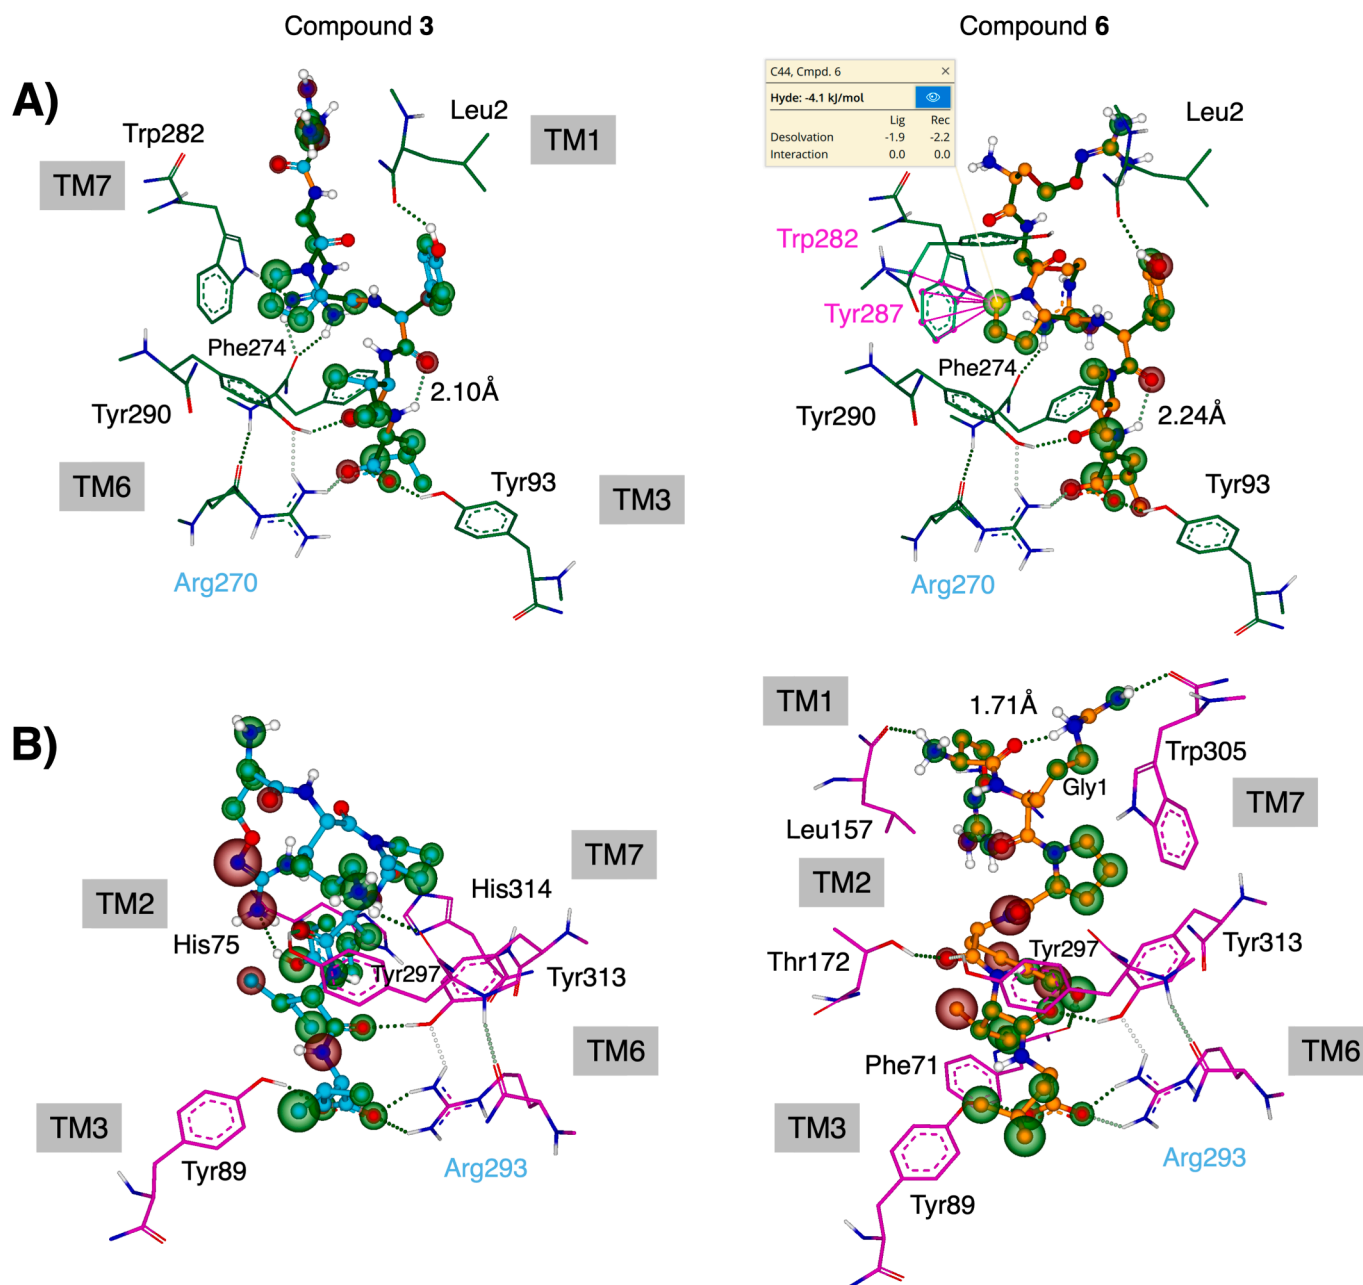 Compound 3
Compound 6
A)
C44, Cmpd. 6 ×
Hyde: -4.1 kJ/mol
Lig Rec
Desolvation -1.9 -2.2
Interaction 0.0 0.0
Trp282
Leu2
TM1
TM7
Phe274
2.10Å
Tyr290
TM6
Tyr93
TM3
Arg270
Leu2
Trp282
Tyr287
Phe274
Tyr290
2.24Å
Tyr93
Arg270
B)
TM7
His314
TM2
His75
Tyr297
Tyr313
TM6
TM3
Tyr89
Arg293
TM1
1.71Å
Trp305
Gly1
TM7
Leu157
TM2
Thr172
Tyr297
Tyr313
TM6
Phe71
TM3
Arg293
Tyr89